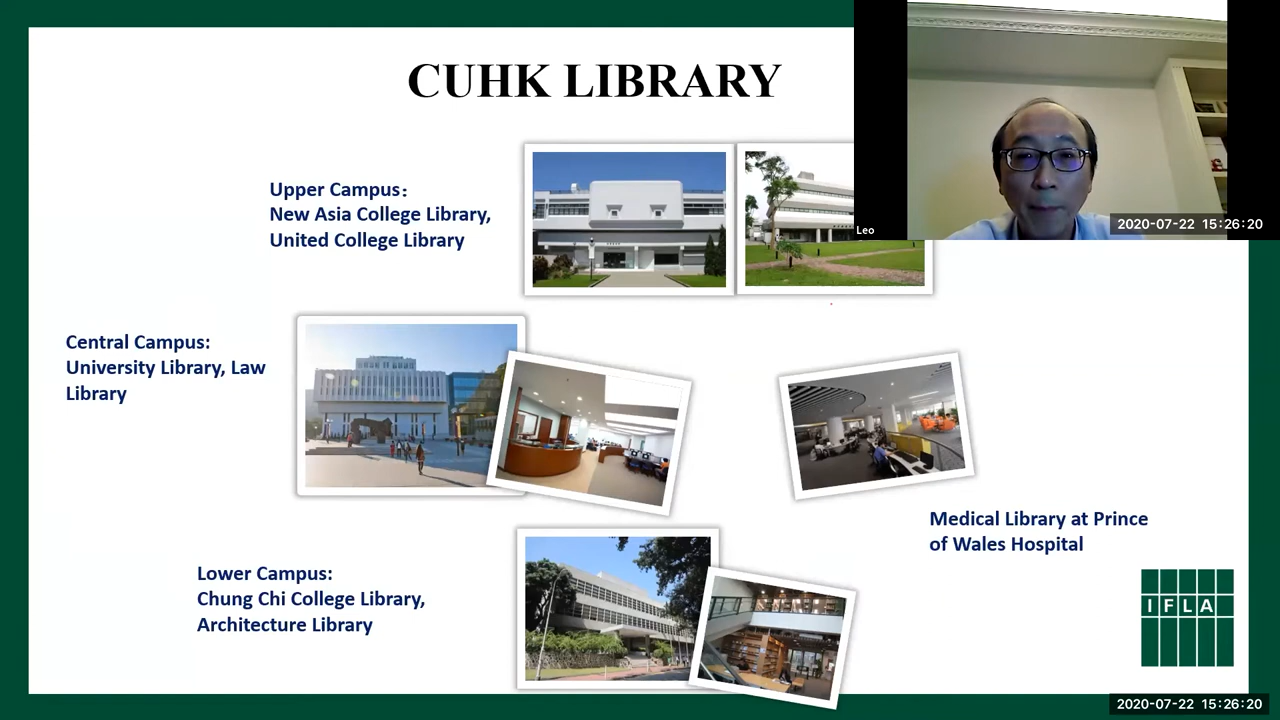 CUHK LIBRARY
Leo
2020-07-22 15:26:20
Upper Campus:
New Asia College Library,
United College Library
Central Campus:
University Library, Law
Library
Medical Library at Prince
of Wales Hospital
Lower Campus:
Chung Chi College Library,
Architecture Library
IFLA
2020-07-22 15:26:20